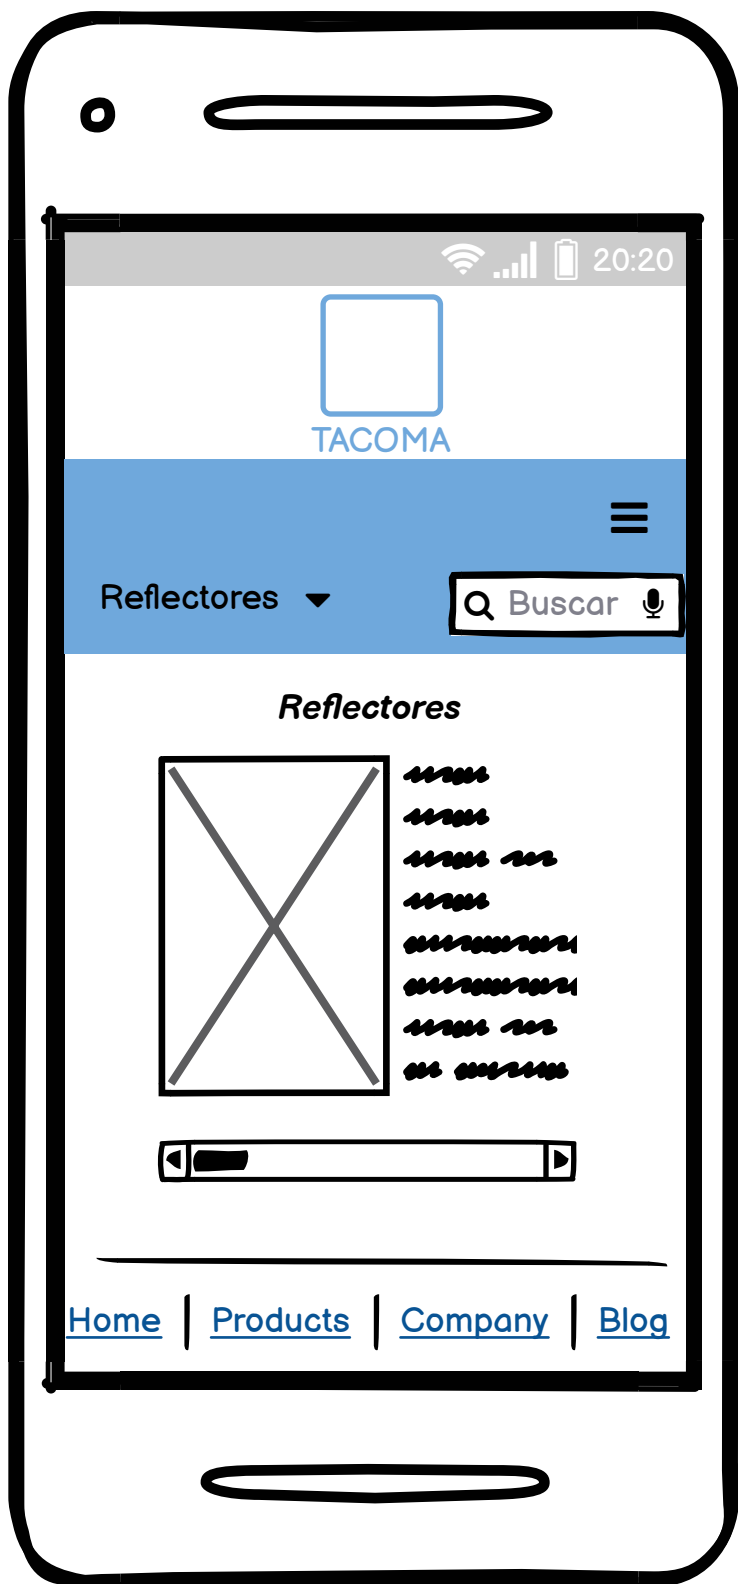 20:20
TACOMA
Reflectores
Buscar
Reflectores
Home | Products | Company | Blog